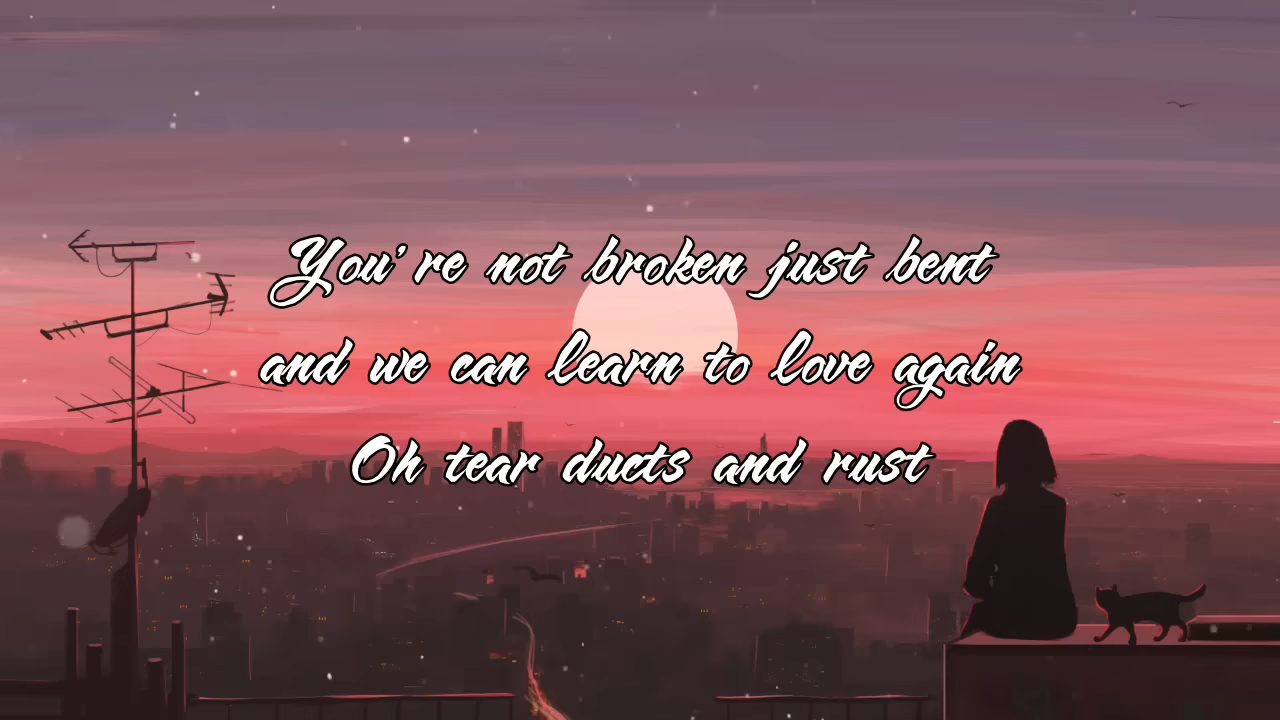 You're not broken just bent
and we can learn to love again
Oh tear ducts and rust